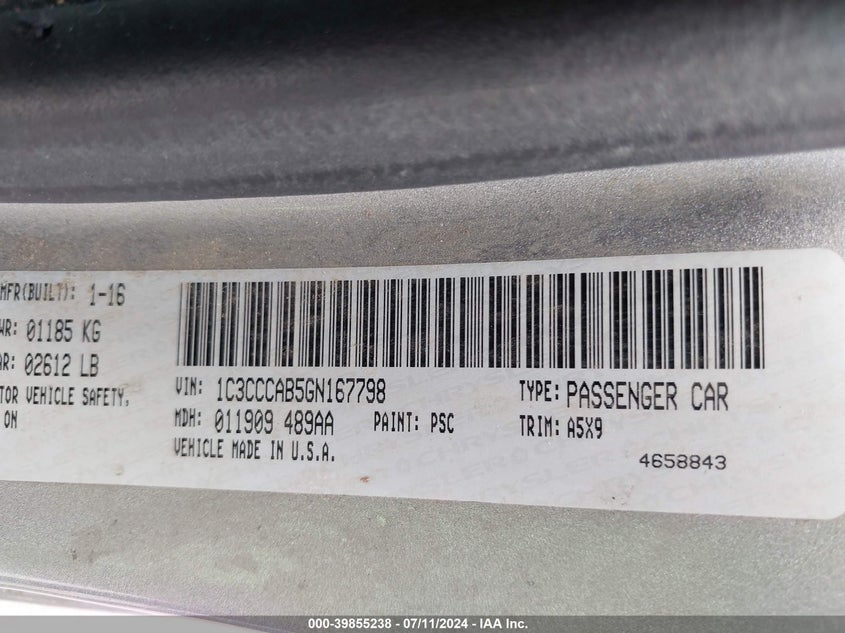 MFR(BUILT): 1-16
WR: 01185 KG
AR: 02612 LB
TOR VEHICLE SAFETY,
ON
VIN: 1C3CCCAB5GN167798
TYPE: PASSENGER CAR
MDH: 011909 489AA
PAINT: PSC
TRIM: A5X9
VEHICLE MADE IN U.S.A.
4658843
000-39855238 - 07/11/2024 - IAA Inc.